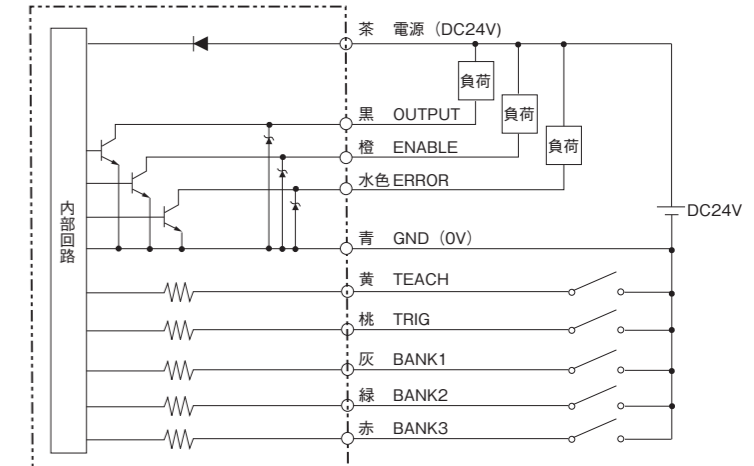 茶 電源（DC24V)
負荷
負荷
負荷
黒 OUTPUT
橙 ENABLE
水色 ERROR
DC24V
内部回路
青 GND（0V）
黄 TEACH
桃 TRIG
灰 BANK1
緑 BANK2
赤 BANK3